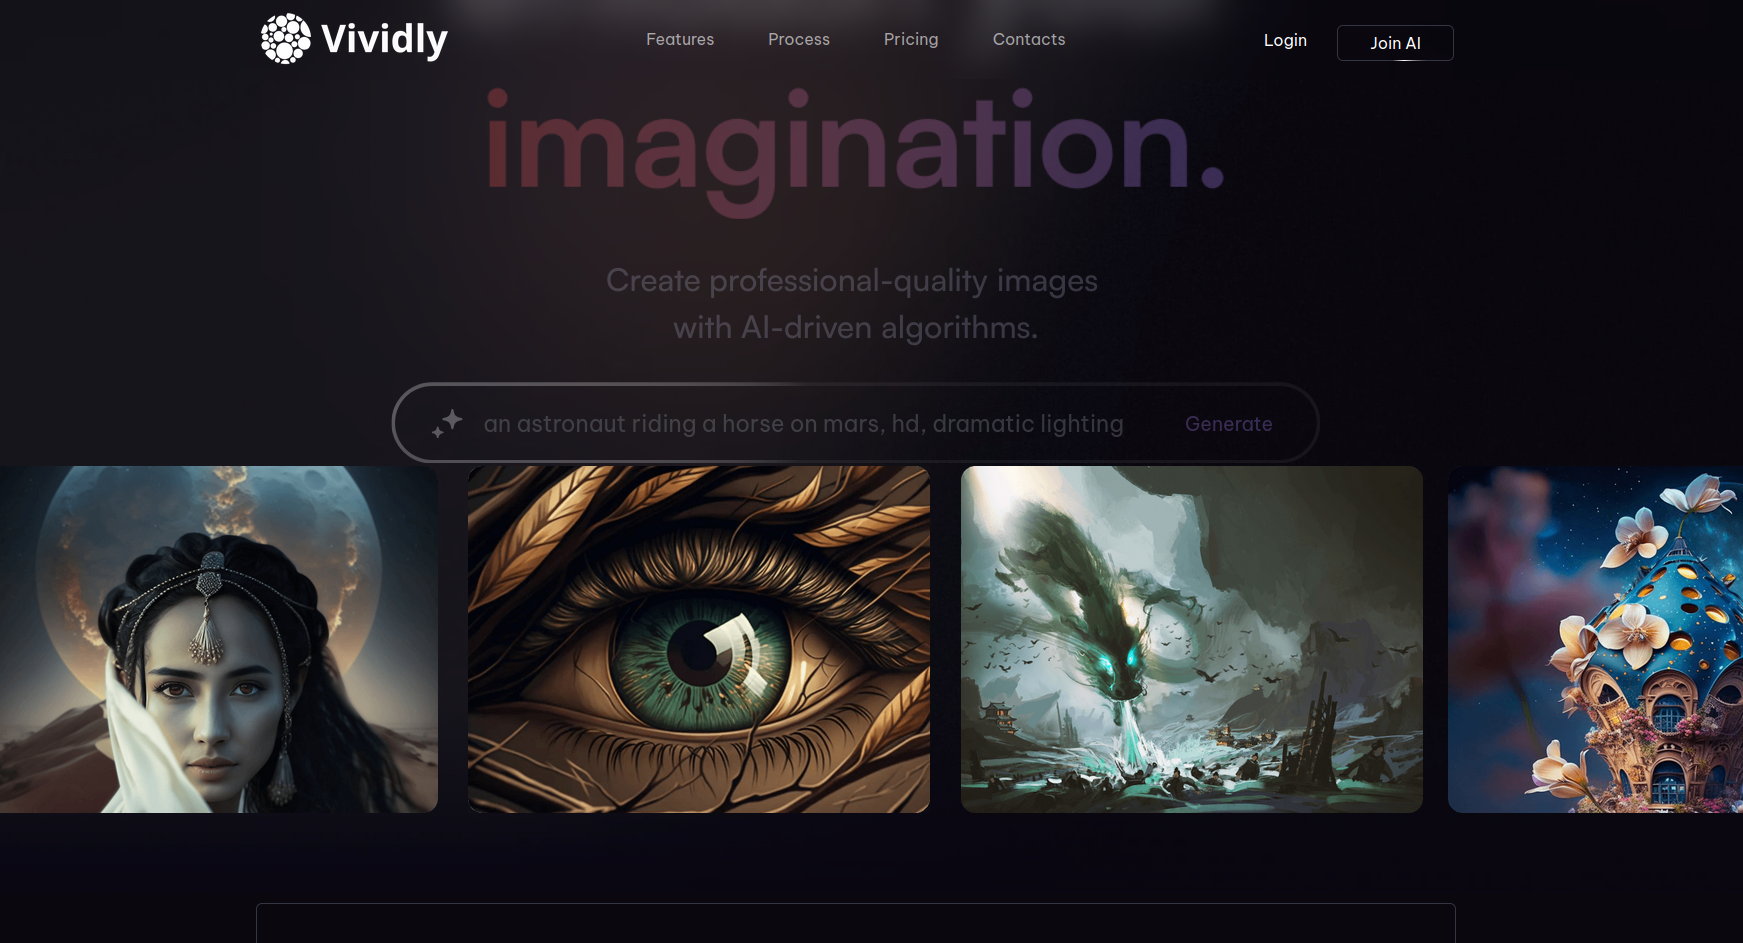 Vividly
Features
Process
Pricing
Contacts
Login
Join AI
imagination.
Create professional-quality images
with AI-driven algorithms.
an astronaut riding a horse on mars, hd, dramatic lighting
Generate